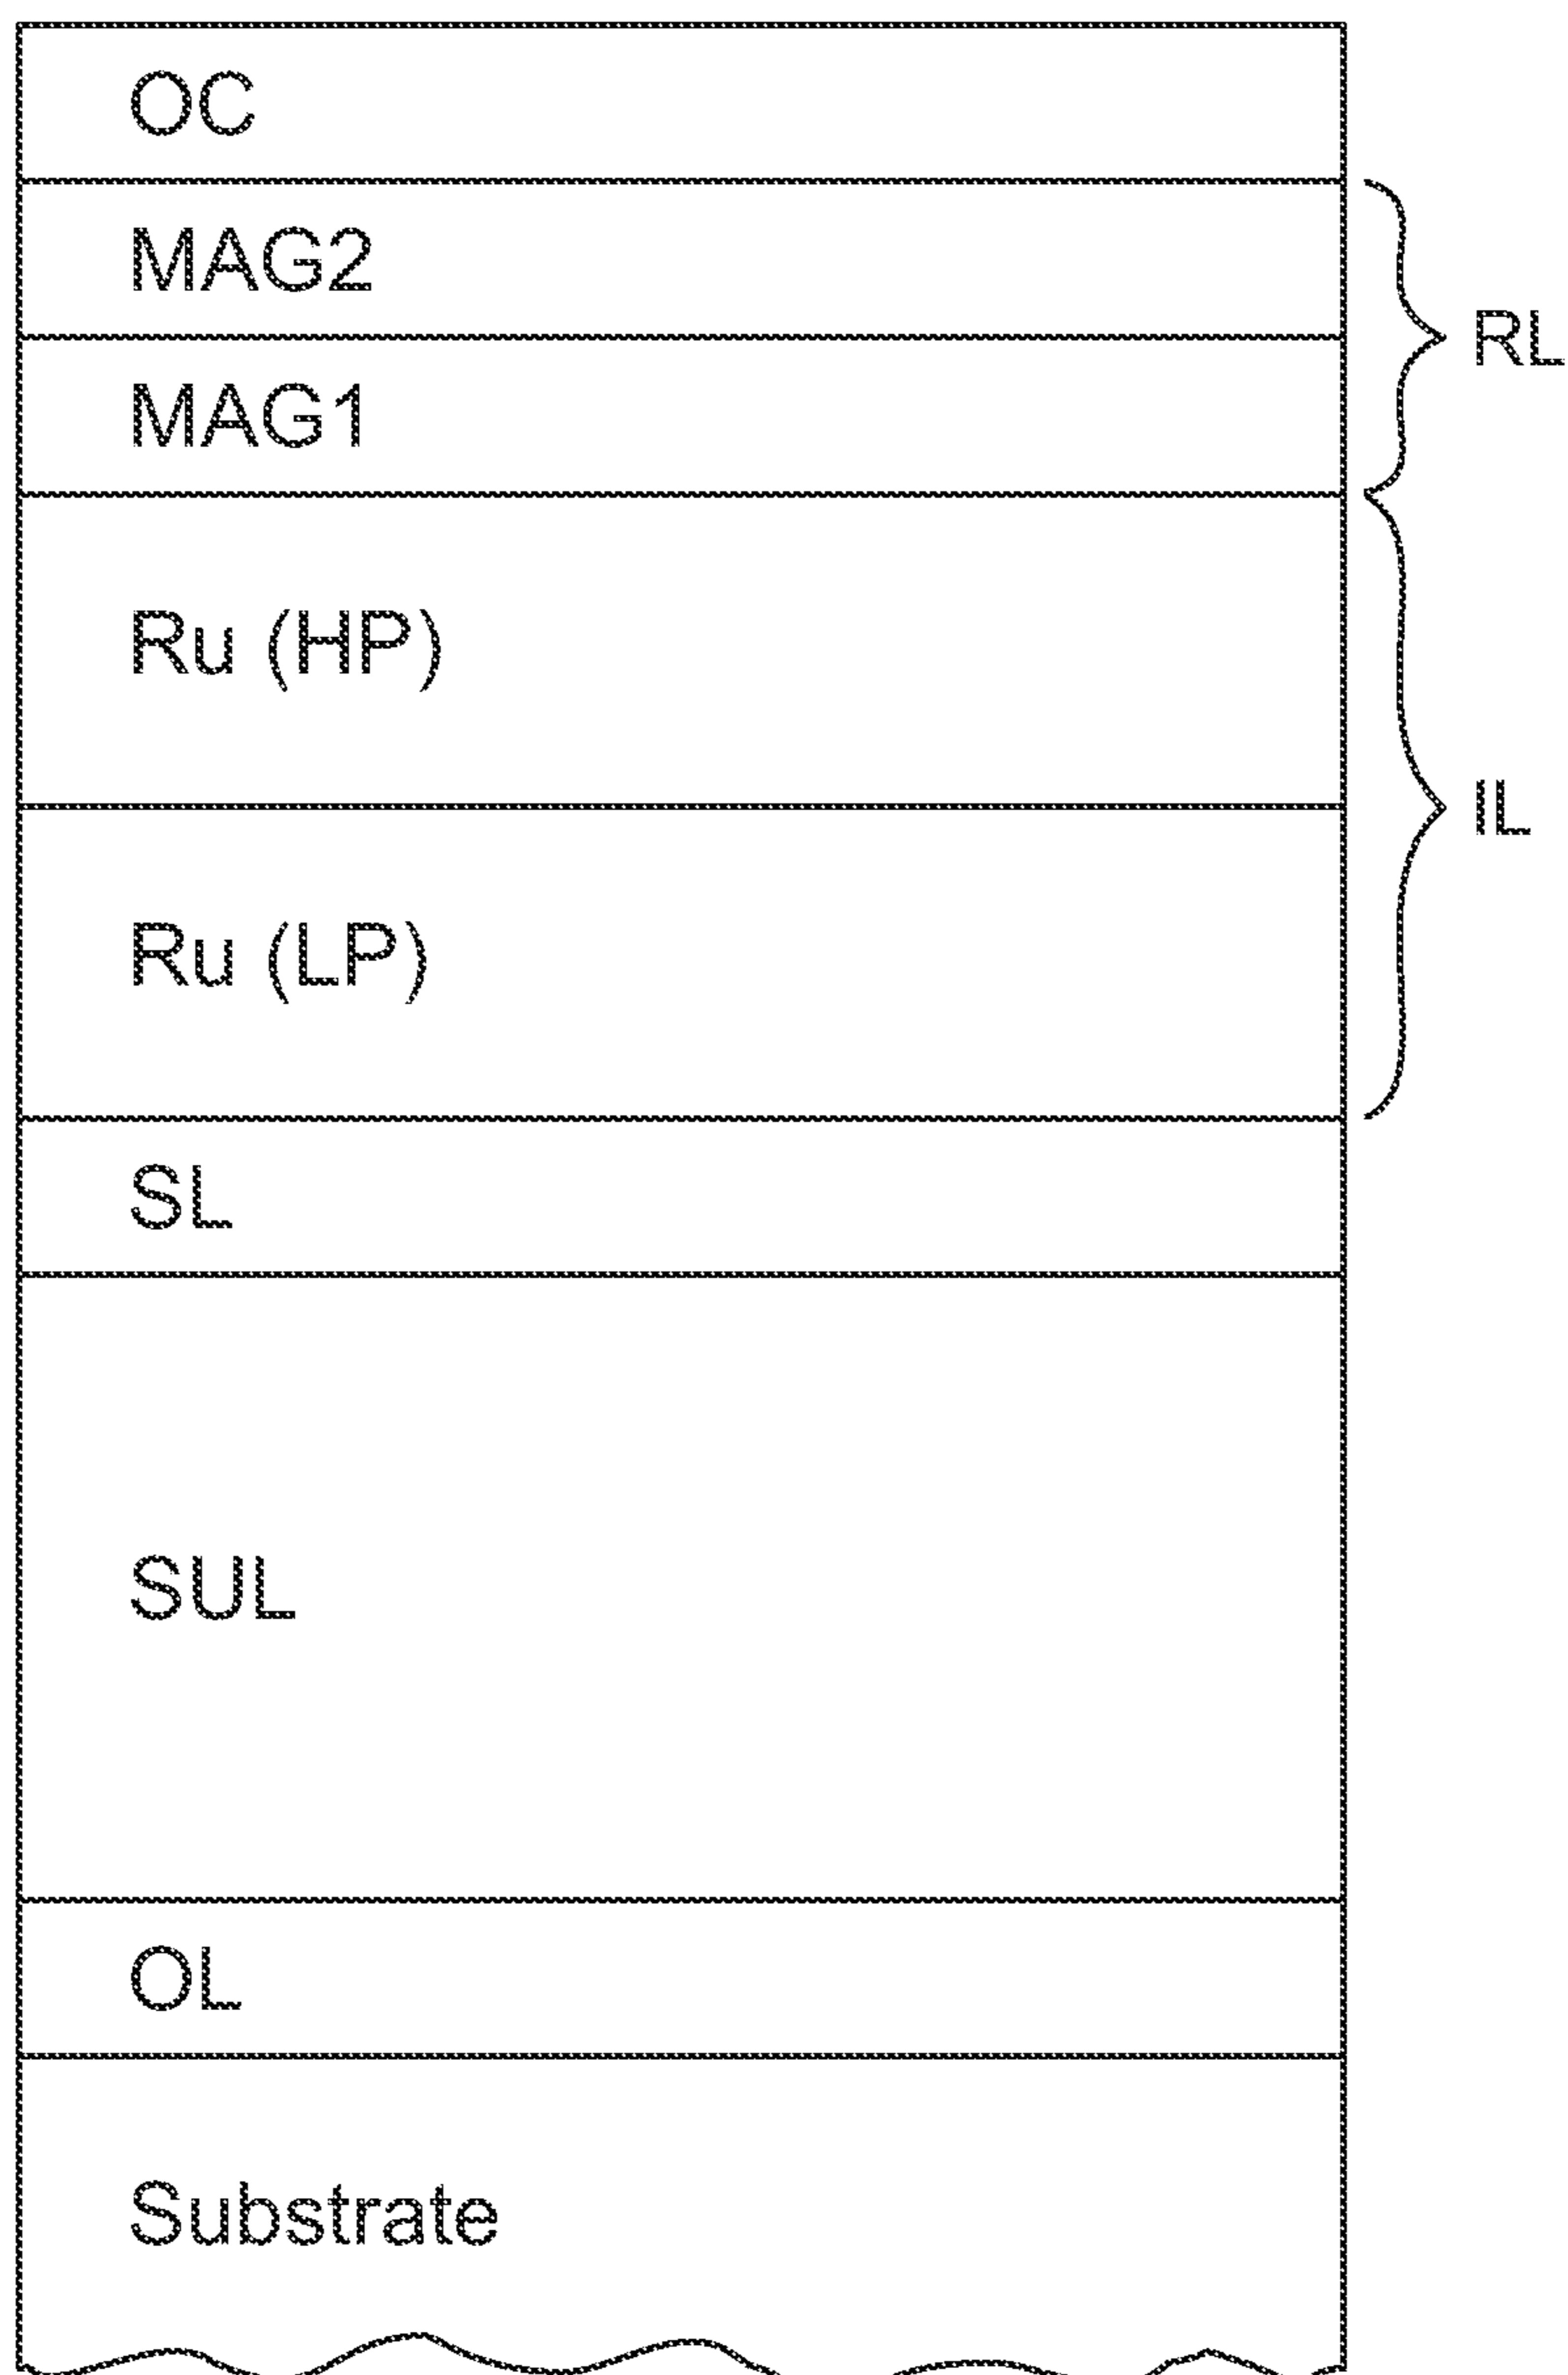 OC
MAG2
RL
MAG1
Ru (HP)
IL
Ru (LP)
SL
SUL
OL
Substrate